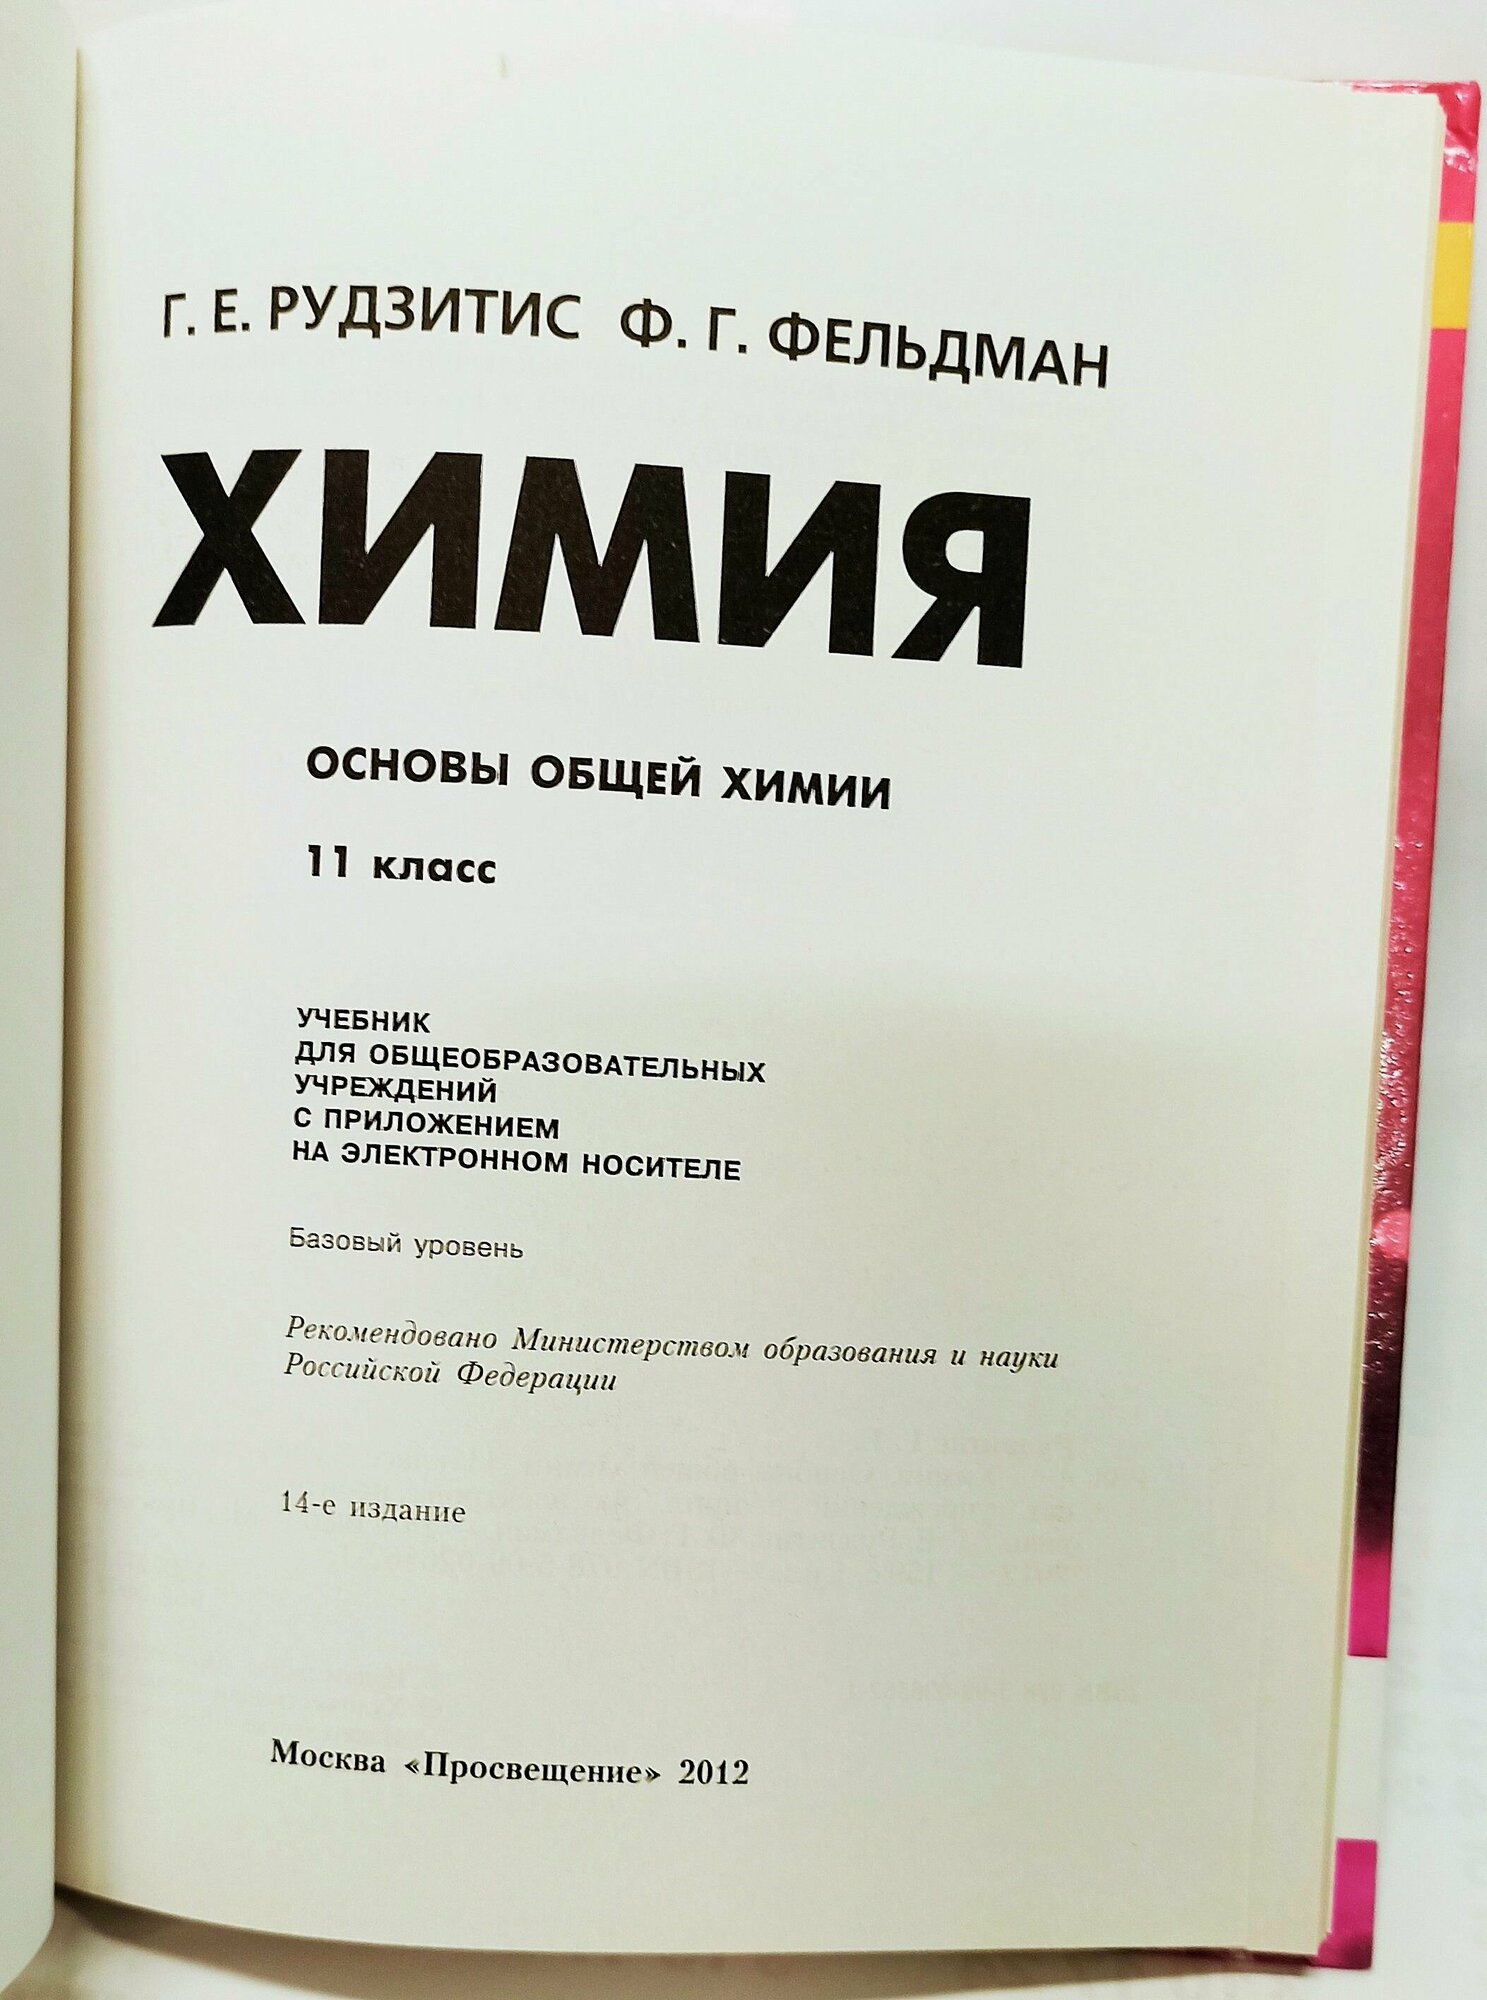 Г. Е. РУДЗИТИС Ф. Г. ФЕЛЬДМАН
ХИМИЯ
ОСНОВЫ ОБЩЕЙ ХИМИИ
11 класс
УЧЕБНИК
ДЛЯ ОБЩЕОБРАЗОВАТЕЛЬНЫХ
УЧРЕЖДЕНИЙ
С ПРИЛОЖЕНИЕМ
НА ЭЛЕКТРОННОМ НОСИТЕЛЕ
Базовый уровень
Рекомендовано Министерством образования и науки
Российской Федерации
14-е издание
Москва «Просвещение» 2012